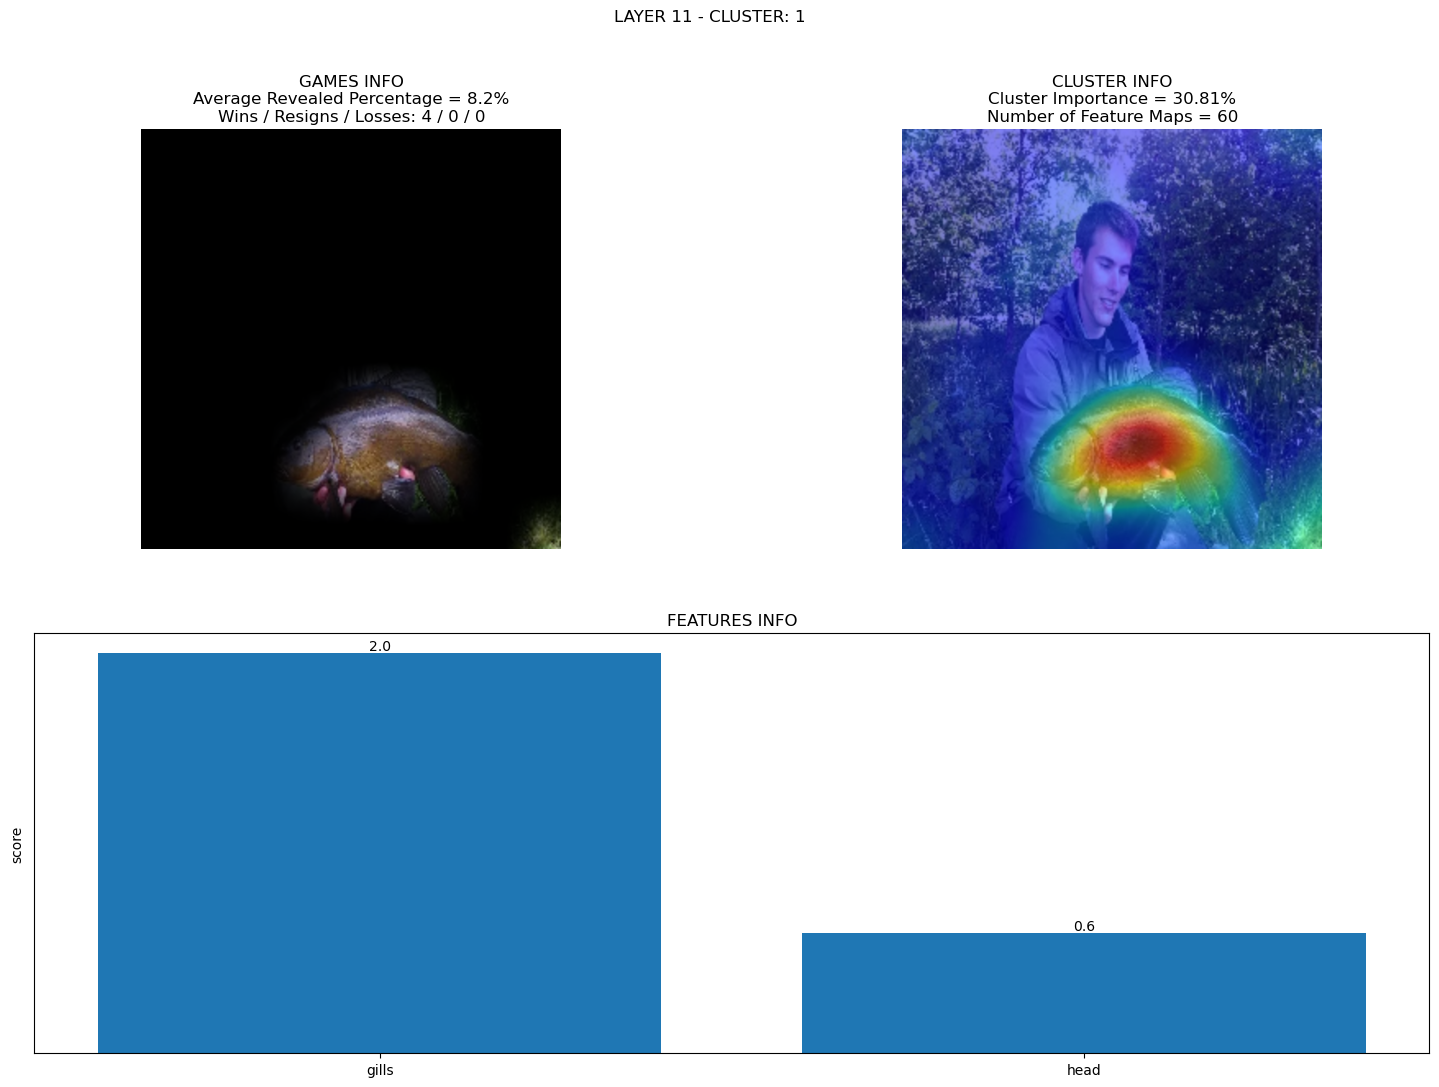 LAYER 11 - CLUSTER: 1
GAMES INFO
Average Revealed Percentage = 8.2%
Wins / Resigns / Losses: 4 / 0 / 0
CLUSTER INFO
Cluster Importance = 30.81%
Number of Feature Maps = 60
FEATURES INFO
score
2.0
0.6
gills
head